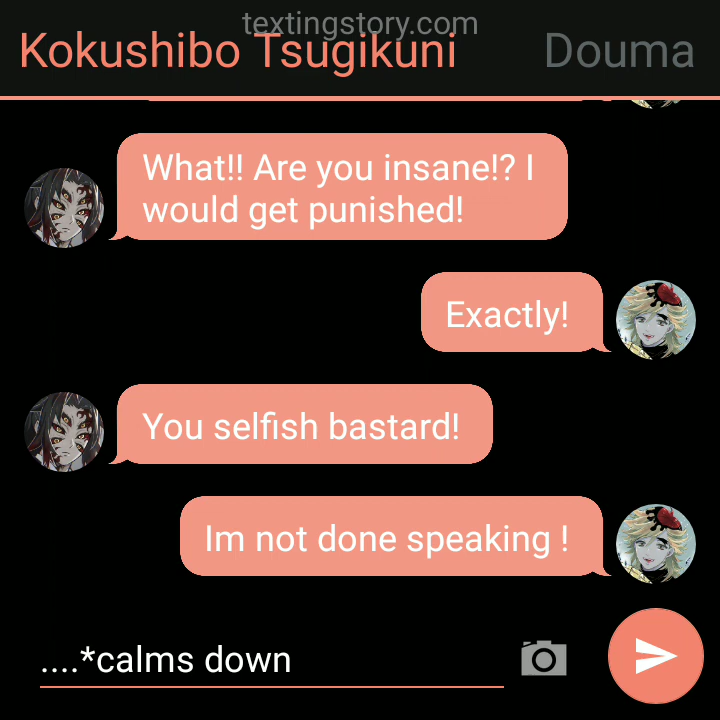 textingstory.com
Kokushibo Tsugikuni Douma
What!! Are you insane!? I
would get punished!
Exactly!
You selfish bastard!
Im not done speaking !
....*calms down